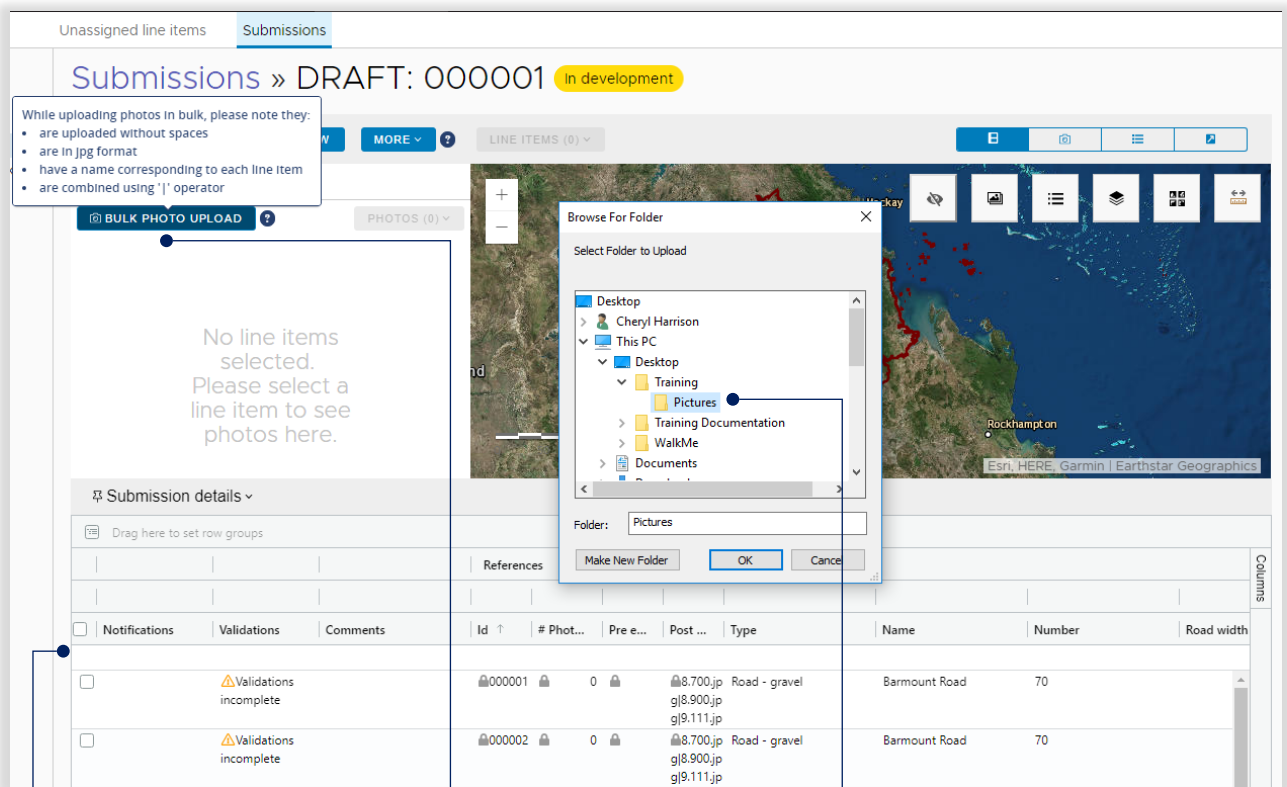 Unassigned line items
Submissions
Submissions » DRAFT: 000001 In development
While uploading photos in bulk, please note they:
• are uploaded without spaces
• are in jpg format
• have a name corresponding to each line item
• are combined using '|' operator
W
MORE
?
LINE ITEMS (0)
BULK PHOTO UPLOAD ?
PHOTOS (0)
No line items
selected.
Please select a
line item to see
photos here.
+
−
Mackay
Rockhampton
Esri, HERE, Garmin | Earthstar Geographics
Browse For Folder
Select Folder to Upload
Desktop
Cheryl Harrison
This PC
Desktop
Training
Pictures
Training Documentation
WalkMe
Documents
Folder: Pictures
Make New Folder
OK
Cancel
Submission details
Drag here to set row groups
References
Columns
Notifications Validations Comments Id ↑ # Phot... Pre e... Post ... Type Name Number Road width
Validations 000001 0 8.700.jp Road - gravel Barmount Road 70
incomplete g|8.900.jp
g|9.111.jp
Validations 000002 0 8.700.jp Road - gravel Barmount Road 70
incomplete g|8.900.jp
g|9.111.jp